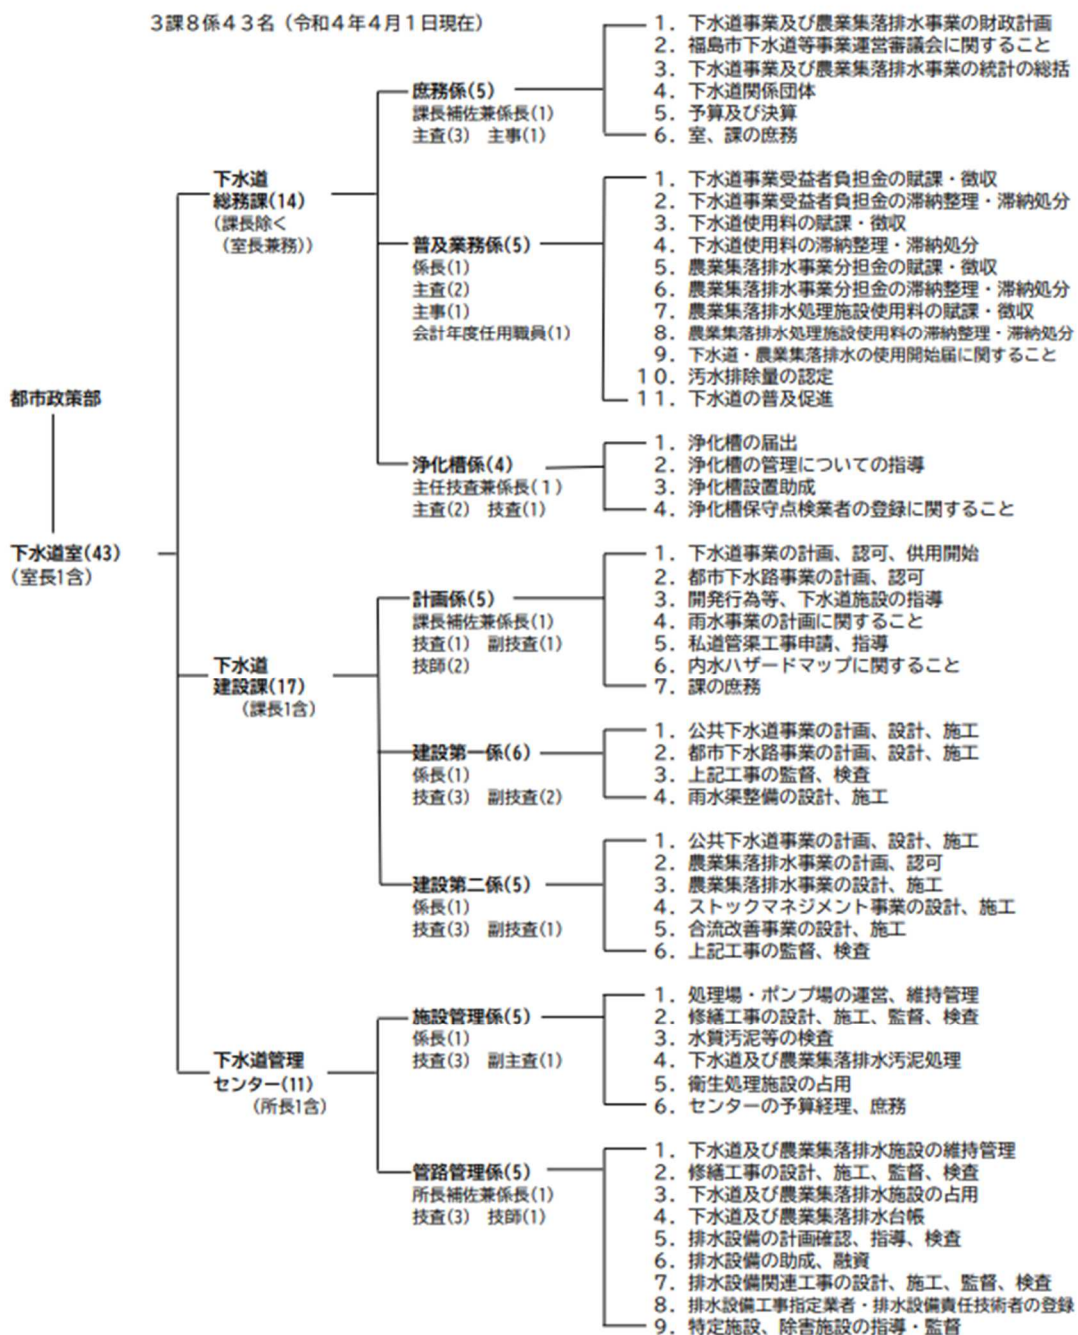 3課8係43名（令和4年4月1日現在）
都市政策部
下水道室(43)
(室長1含)
下水道
総務課(14)
(課長除く
(室長兼務))
庶務係(5)
課長補佐兼係長(1)
主査(3) 主事(1)
1. 下水道事業及び農業集落排水事業の財政計画
2. 福島市下水道等事業運営審議会に関すること
3. 下水道事業及び農業集落排水事業の統計の総括
4. 下水道関係団体
5. 予算及び決算
6. 室、課の庶務
普及業務係(5)
係長(1)
主査(2)
主事(1)
会計年度任用職員(1)
1. 下水道事業受益者負担金の賦課・徴収
2. 下水道事業受益者負担金の滞納整理・滞納処分
3. 下水道使用料の賦課・徴収
4. 下水道使用料の滞納整理・滞納処分
5. 農業集落排水事業分担金の賦課・徴収
6. 農業集落排水事業分担金の滞納整理・滞納処分
7. 農業集落排水処理施設使用料の賦課・徴収
8. 農業集落排水処理施設使用料の滞納整理・滞納処分
9. 下水道・農業集落排水の使用開始届に関すること
10. 汚水排除量の認定
11. 下水道の普及促進
浄化槽係(4)
主任技査兼係長(1)
主査(2) 技査(1)
1. 浄化槽の届出
2. 浄化槽の管理についての指導
3. 浄化槽設置助成
4. 浄化槽保守点検業者の登録に関すること
下水道
建設課(17)
(課長1含)
計画係(5)
課長補佐兼係長(1)
技査(1) 副技査(1)
技師(2)
1. 下水道事業の計画、認可、供用開始
2. 都市下水路事業の計画、認可
3. 開発行為等、下水道施設の指導
4. 雨水事業の計画に関すること
5. 私道管渠工事申請、指導
6. 内水ハザードマップに関すること
7. 課の庶務
建設第一係(6)
係長(1)
技査(3) 副技査(2)
1. 公共下水道事業の計画、設計、施工
2. 都市下水路事業の計画、設計、施工
3. 上記工事の監督、検査
4. 雨水渠整備の設計、施工
建設第二係(5)
係長(1)
技査(3) 副技査(1)
1. 公共下水道事業の計画、設計、施工
2. 農業集落排水事業の計画、認可
3. 農業集落排水事業の設計、施工
4. ストックマネジメント事業の設計、施工
5. 合流改善事業の設計、施工
6. 上記工事の監督、検査
下水道管理
センター(11)
(所長1含)
施設管理係(5)
係長(1)
技査(3) 副主査(1)
1. 処理場・ポンプ場の運営、維持管理
2. 修繕工事の設計、施工、監督、検査
3. 水質汚泥等の検査
4. 下水道及び農業集落排水汚泥処理
5. 衛生処理施設の占用
6. センターの予算経理、庶務
管路管理係(5)
所長補佐兼係長(1)
技査(3) 技師(1)
1. 下水道及び農業集落排水施設の維持管理
2. 修繕工事の設計、施工、監督、検査
3. 下水道及び農業集落排水施設の占用
4. 下水道及び農業集落排水台帳
5. 排水設備の計画確認、指導、検査
6. 排水設備の助成、融資
7. 排水設備関連工事の設計、施工、監督、検査
8. 排水設備工事指定業者・排水設備責任技術者の登録
9. 特定施設、除害施設の指導・監督